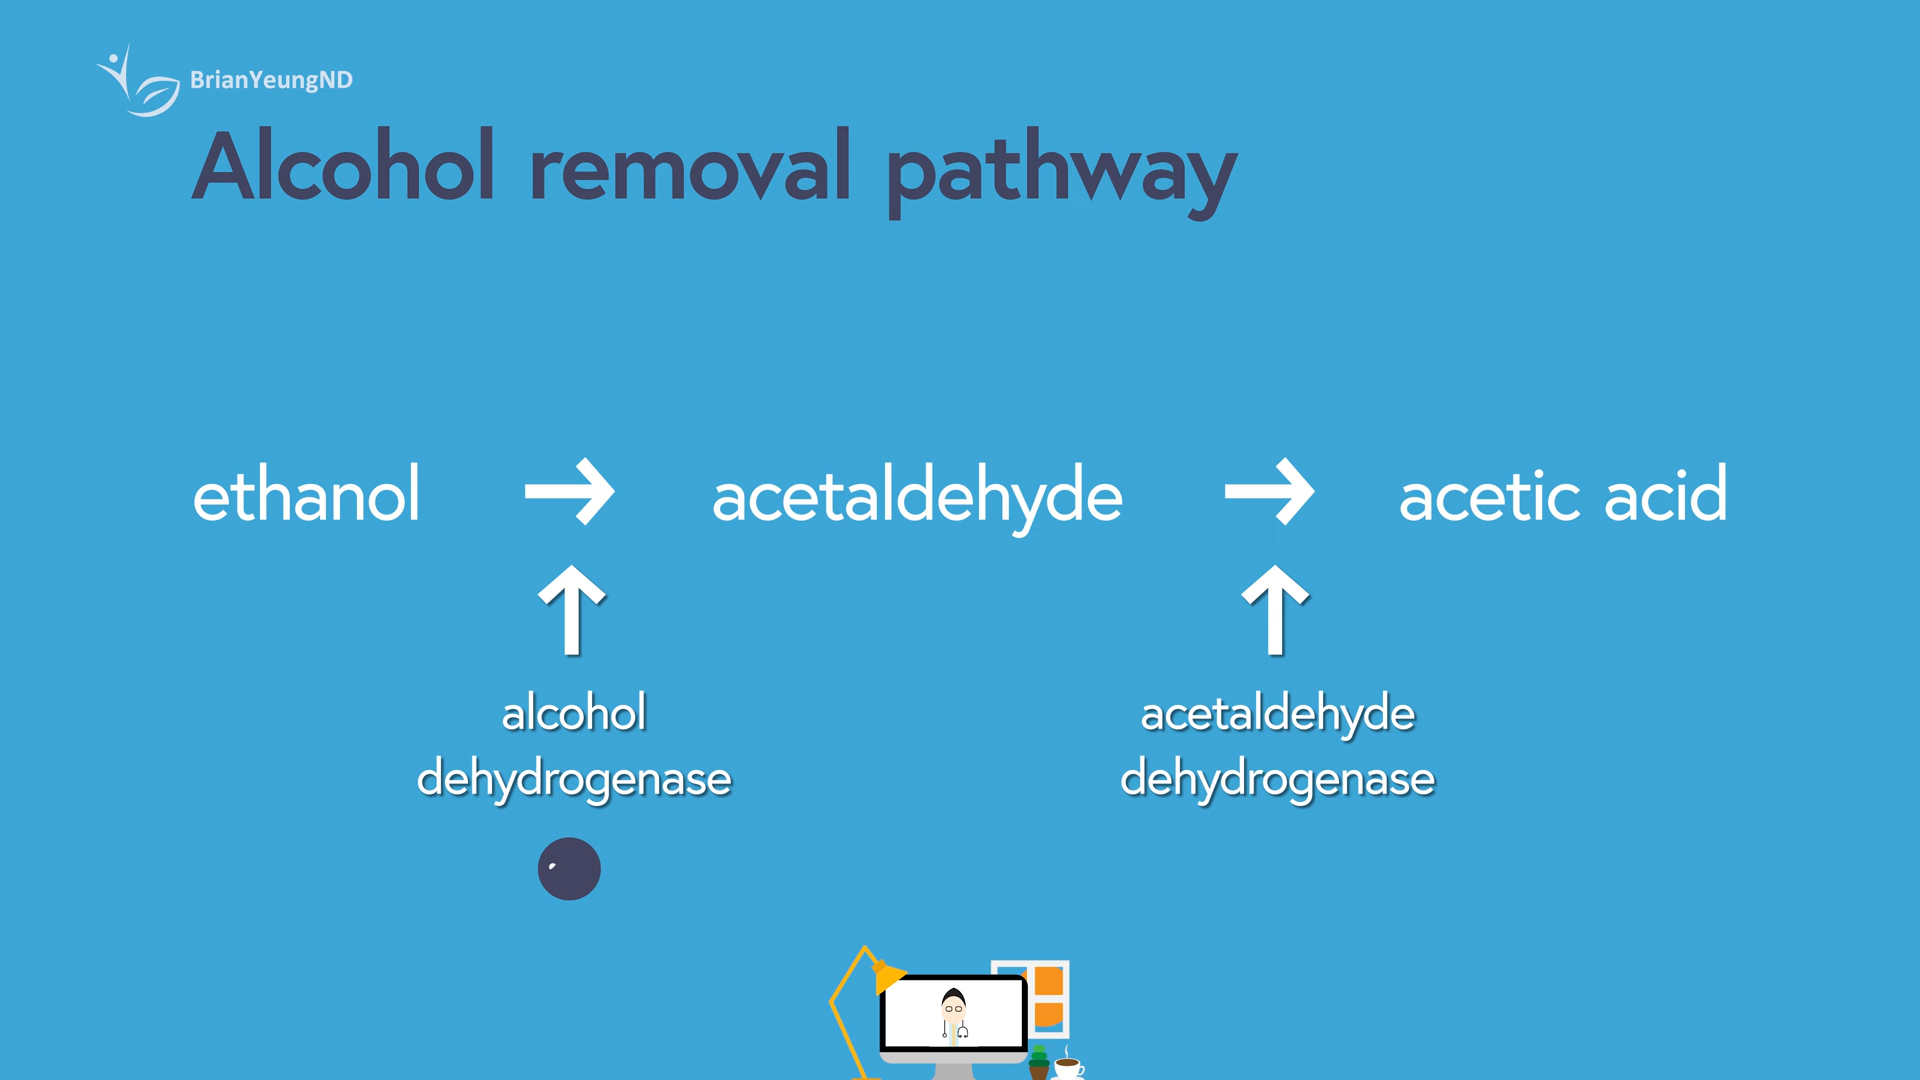 BrianYeungND
Alcohol removal pathway
ethanol → acetaldehyde → acetic acid
alcohol
dehydrogenase
acetaldehyde
dehydrogenase